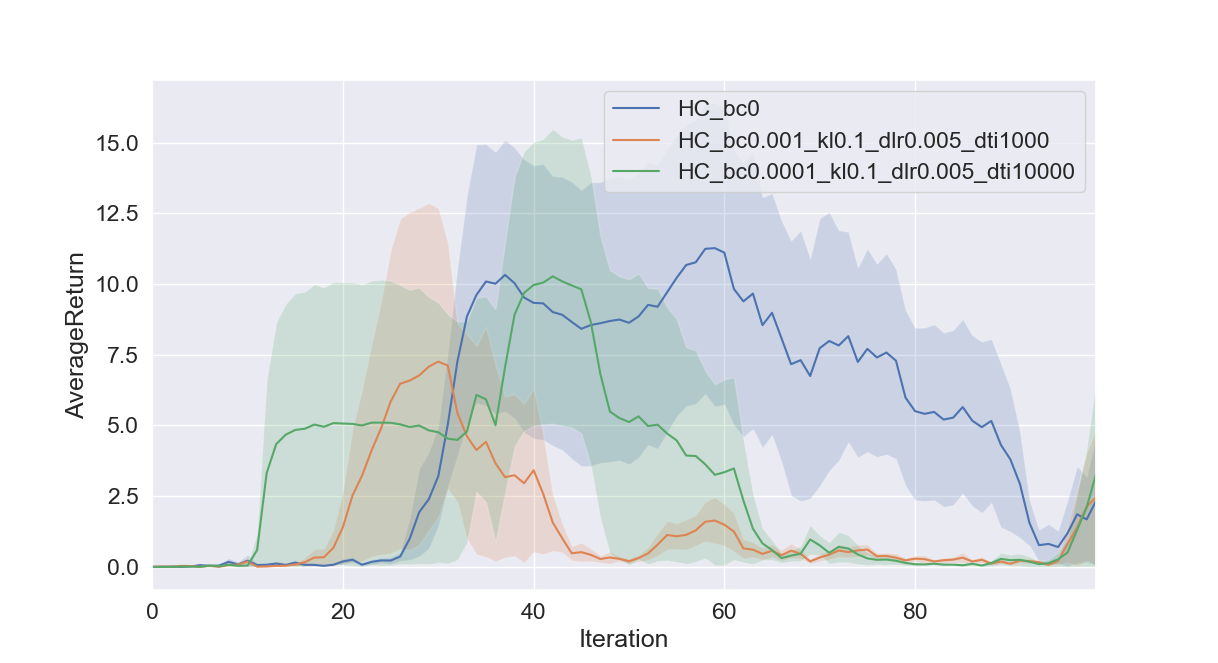 HC_bc0
HC_bc0.001_kl0.1_dlr0.005_dti1000
HC_bc0.0001_kl0.1_dlr0.005_dti10000
AverageReturn
15.0
12.5
10.0
7.5
5.0
2.5
0.0
0 20 40 60 80
Iteration